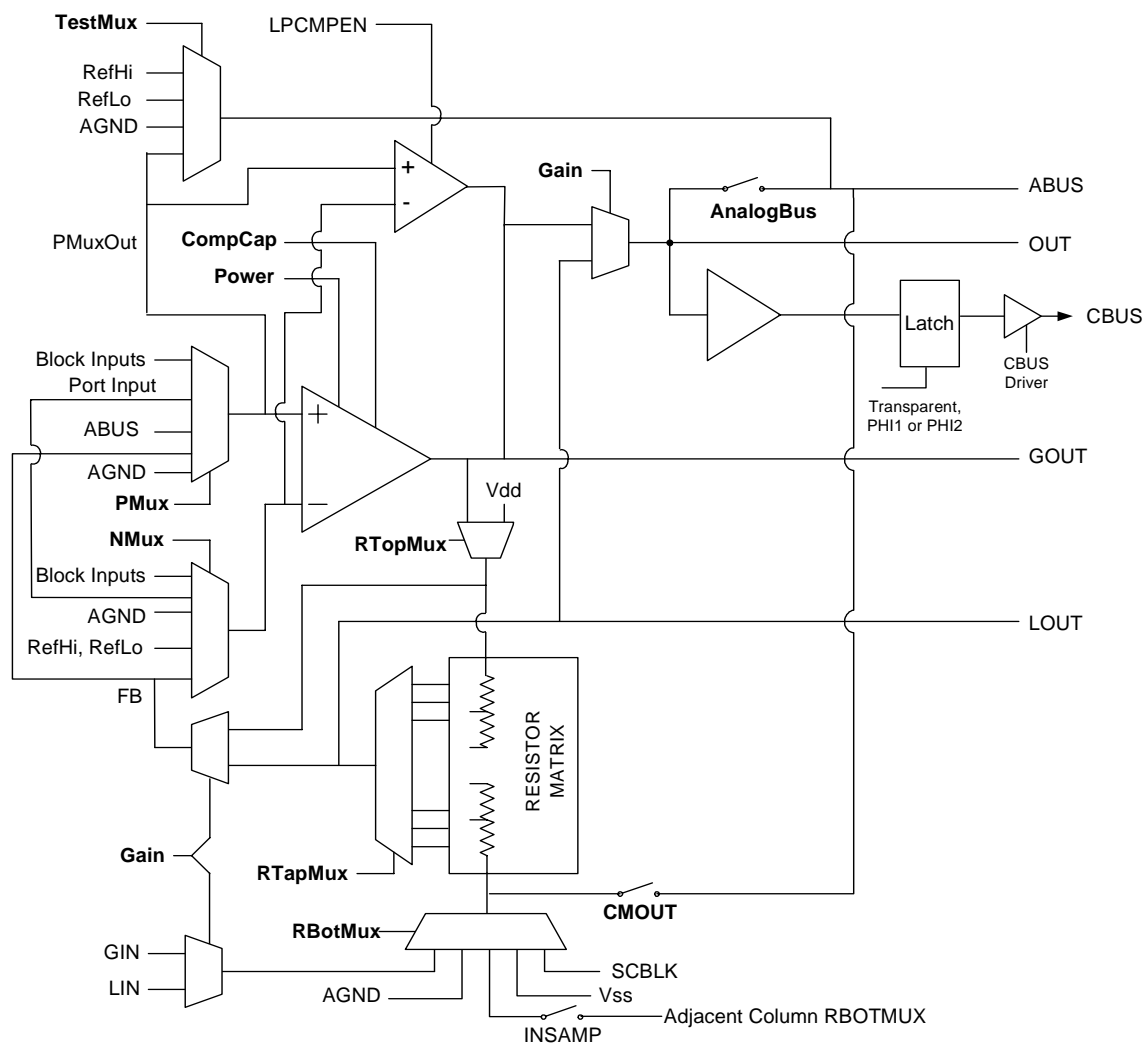 TestMux
LPCMPEN
RefHi
RefLo
AGND
+
-
Gain
ABUS
AnalogBus
PMuxOut
CompCap
OUT
Power
Latch
CBUS
Block Inputs
Port Input
CBUS
Driver
ABUS
+
Transparent,
PHI1 or PHI2
AGND
GOUT
PMux
–
Vdd
NMux
RTopMux
Block Inputs
AGND
LOUT
RefHi, RefLo
FB
RESISTOR
MATRIX
Gain
RTapMux
CMOUT
RBotMux
GIN
SCBLK
LIN
AGND
Vss
Adjacent Column RBOTMUX
INSAMP